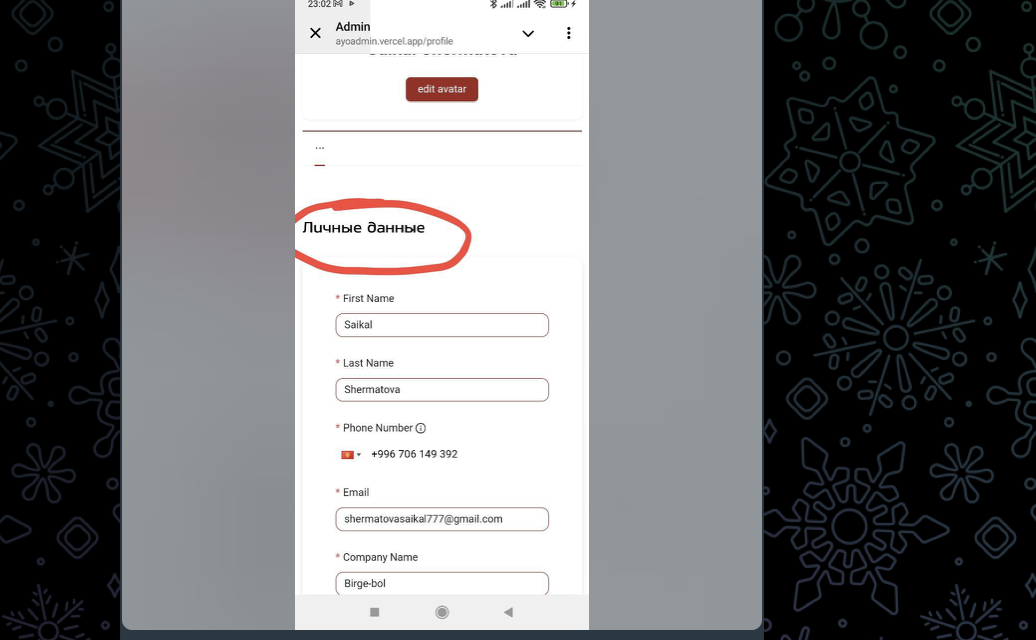 23:02
Admin
ayoadmin.vercel.app/profile
edit avatar
...
Личные данные
* First Name
Saikal
* Last Name
Shermatova
* Phone Number
+996 706 149 392
* Email
shermatovasaikal777@gmail.com
* Company Name
Birge-bol